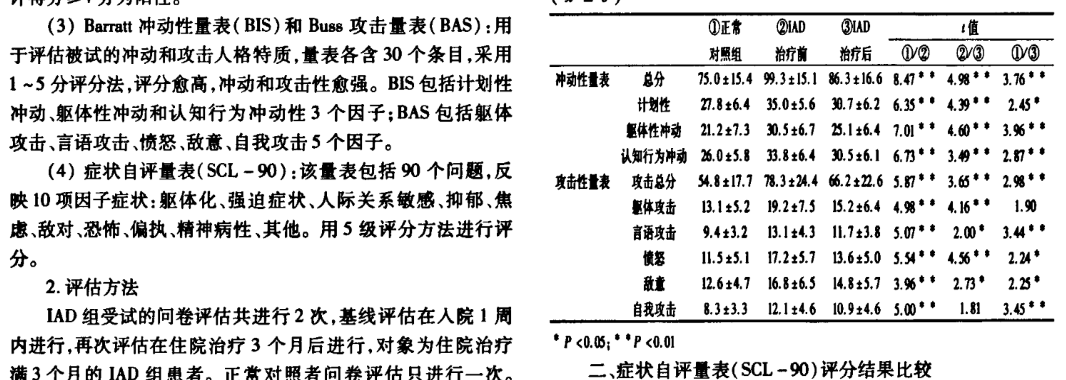 (3) Barratt 冲动性量表(BIS)和 Buss 攻击量表(BAS):用
于评估被试的冲动和攻击人格特质,量表各含 30 个条目,采用
1~5 分评分法,评分愈高,冲动和攻击性愈强。BIS 包括计划性
冲动、躯体性冲动和认知行为冲动性 3 个因子;BAS 包括躯体
攻击、言语攻击、愤怒、敌意、自我攻击 5 个因子。
(4) 症状自评量表(SCL-90):该量表包括 90 个问题,反
映 10 项因子症状:躯体化、强迫症状、人际关系敏感、抑郁、焦
虑、敌对、恐怖、偏执、精神病性、其他。用 5 级评分方法进行评
分。
2. 评估方法
IAD 组受试的问卷评估共进行 2 次,基线评估在入院 1 周
内进行,再次评估在住院治疗 3 个月后进行,对象为住院治疗
满 3 个月的 IAD 组患者。正常对照者问卷评估只进行一次。
①正常 ②IAD ③IAD t 值
对照组 治疗前 治疗后 ①/② ②/③ ①/③
冲动性量表 总分 75.0±15.4 99.3±15.1 86.3±16.6 8.47** 4.98** 3.76**
计划性 27.8±6.4 35.0±5.6 30.7±6.2 6.35** 4.39** 2.45*
躯体性冲动 21.2±7.3 30.5±6.7 25.1±6.4 7.01** 4.60** 3.96**
认知行为冲动 26.0±5.8 33.8±6.4 30.5±6.1 6.73** 3.49** 2.87**
攻击性量表 攻击总分 54.8±17.7 78.3±24.4 66.2±22.6 5.87** 3.65** 2.98**
躯体攻击 13.1±5.2 19.2±7.5 15.2±6.4 4.98** 4.16** 1.90
言语攻击 9.4±3.2 13.1±4.3 11.7±3.8 5.07** 2.00* 3.44**
愤怒 11.5±5.1 17.2±5.7 13.6±5.0 5.54** 4.56** 2.24*
敌意 12.6±4.7 16.8±6.5 14.8±5.7 3.96** 2.73* 2.25*
自我攻击 8.3±3.3 12.1±4.6 10.9±4.6 5.00** 1.81 3.45**
*P<0.05;**P<0.01
二、症状自评量表(SCL-90)评分结果比较